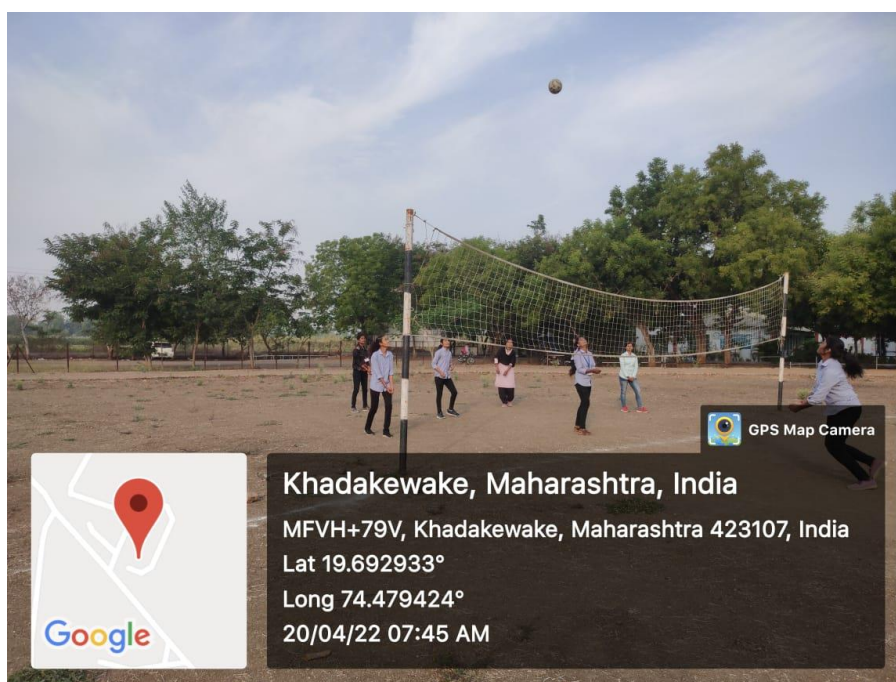 GPS Map Camera
Khadakewake, Maharashtra, India
MFVH+79V, Khadakewake, Maharashtra 423107, India
Lat 19.692933°
Long 74.479424°
20/04/22 07:45 AM
Google